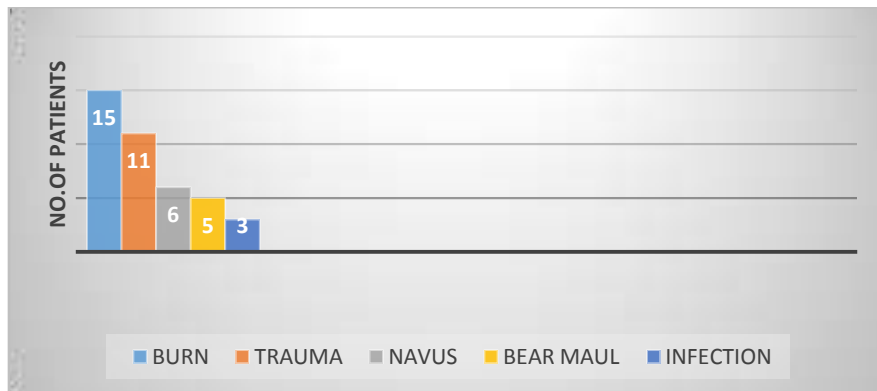 NO.OF PATIENTS
15
11
6
5
3
BURN TRAUMA NAVUS BEAR MAUL INFECTION